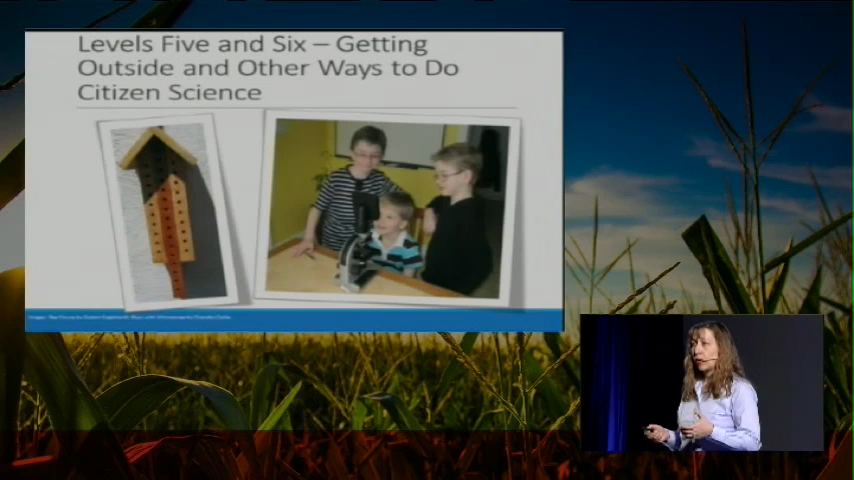 Levels Five and Six – Getting
Outside and Other Ways to Do
Citizen Science